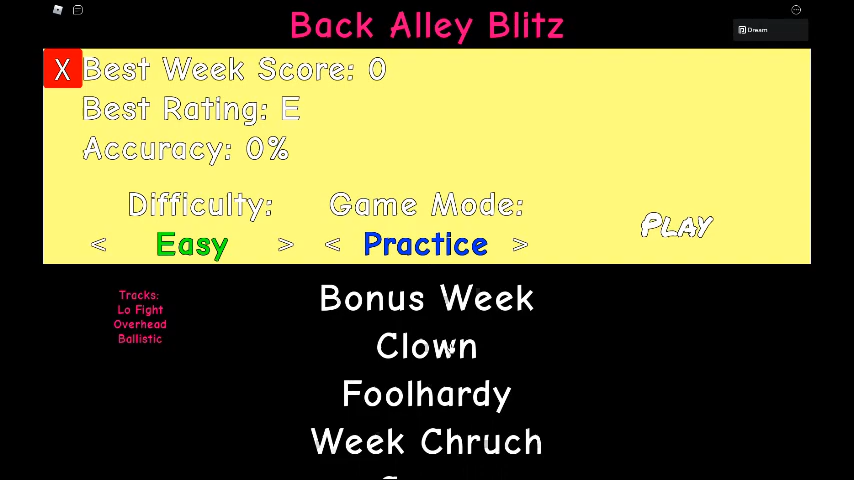 Back Alley Blitz
Dream
X Best Week Score: 0
Best Rating: E
Accuracy: 0%
Difficulty: Game Mode:
< Easy > < Practice >
Play
Tracks:
Lo Fight
Overhead
Ballistic
Bonus Week
Clown
Foolhardy
Week Chruch